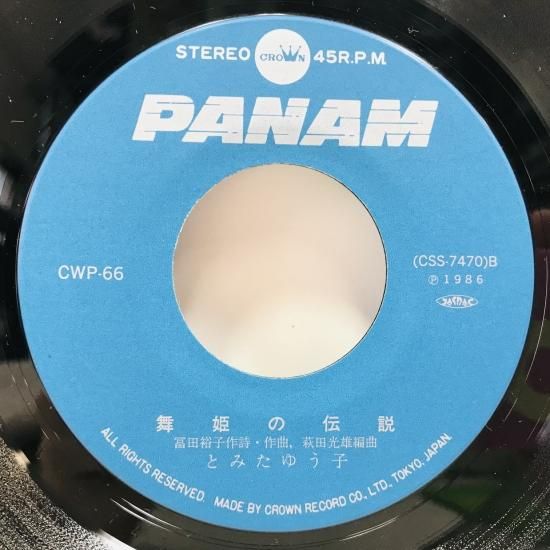 STEREO CROWN 45R.P.M.
PANAM
CWP-66
(CSS-7470)B
Ⓟ1986
JASRAC
舞姫の伝説
冨田裕子作詩・作曲, 萩田光雄編曲
とみたゆう子
ALL RIGHTS RESERVED. MADE BY CROWN RECORD CO., LTD. TOKYO, JAPAN.